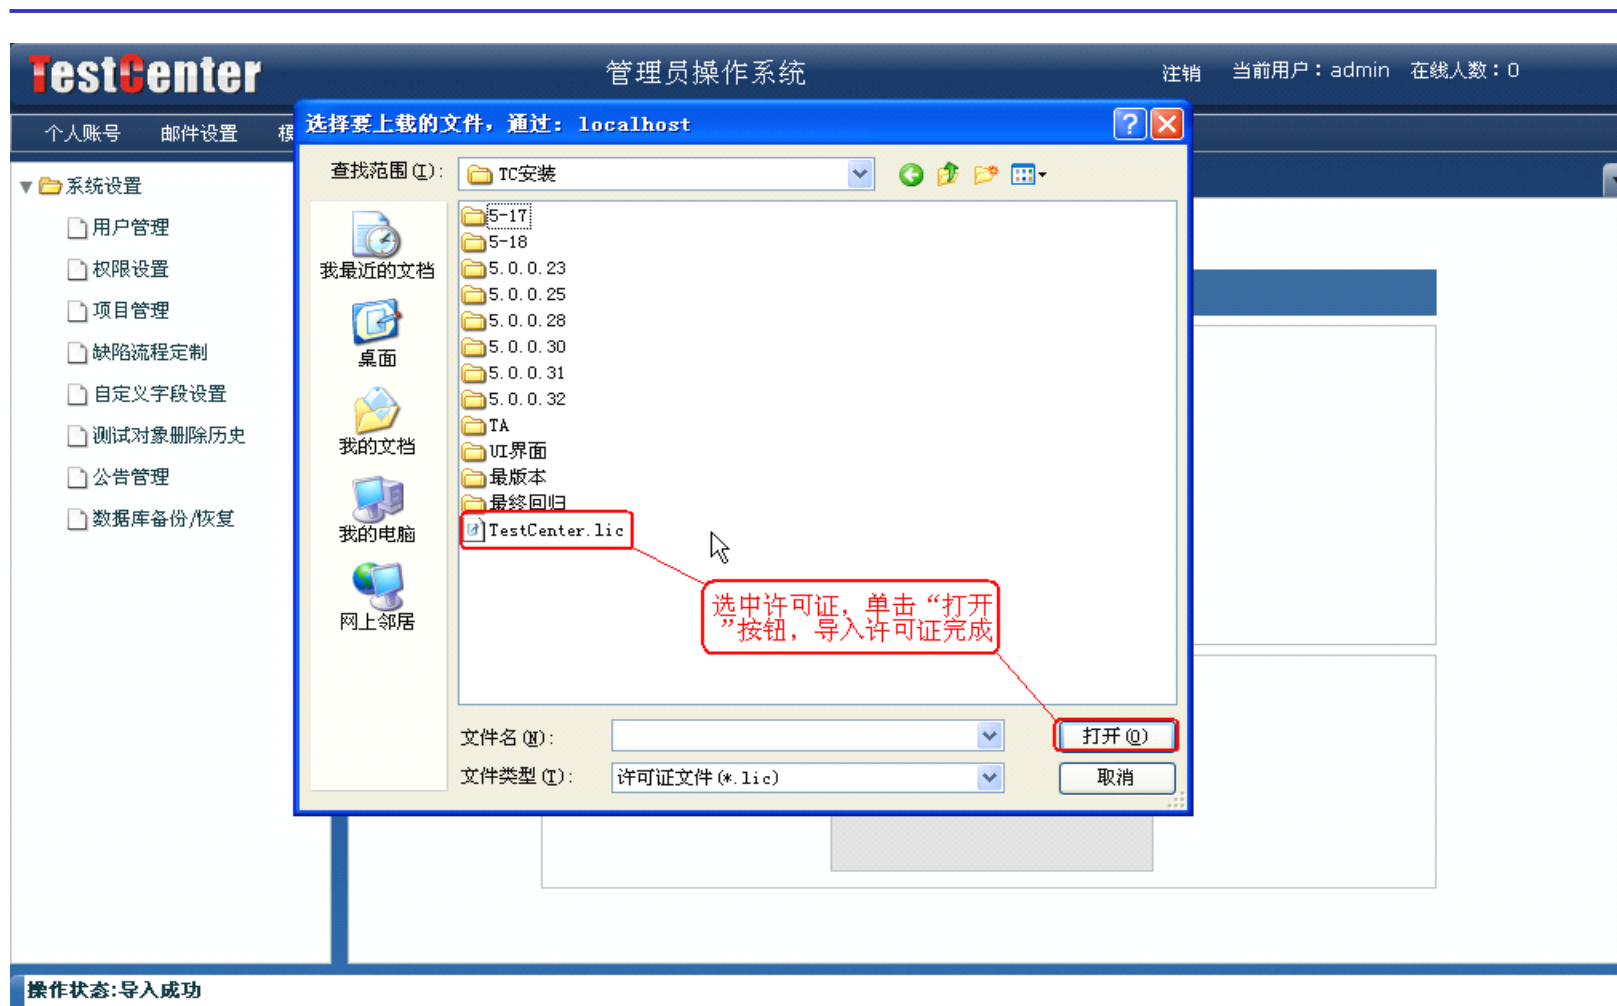 TestCenter
管理员操作系统
注销 当前用户：admin 在线人数：0
个人账号 邮件设置
选择要上载的文件，通过: localhost
查找范围(I): TC安装
系统设置
用户管理
权限设置
项目管理
缺陷流程定制
自定义字段设置
测试对象删除历史
公告管理
数据库备份/恢复
我最近的文档
桌面
我的文档
我的电脑
网上邻居
5-17
5-18
5.0.0.23
5.0.0.25
5.0.0.28
5.0.0.30
5.0.0.31
5.0.0.32
TA
UI界面
最版本
最终回归
TestCenter.lic
选中许可证，单击“打开
”按钮，导入许可证完成
文件名(N):
打开(O)
文件类型(T): 许可证文件(*.lic)
取消
操作状态:导入成功